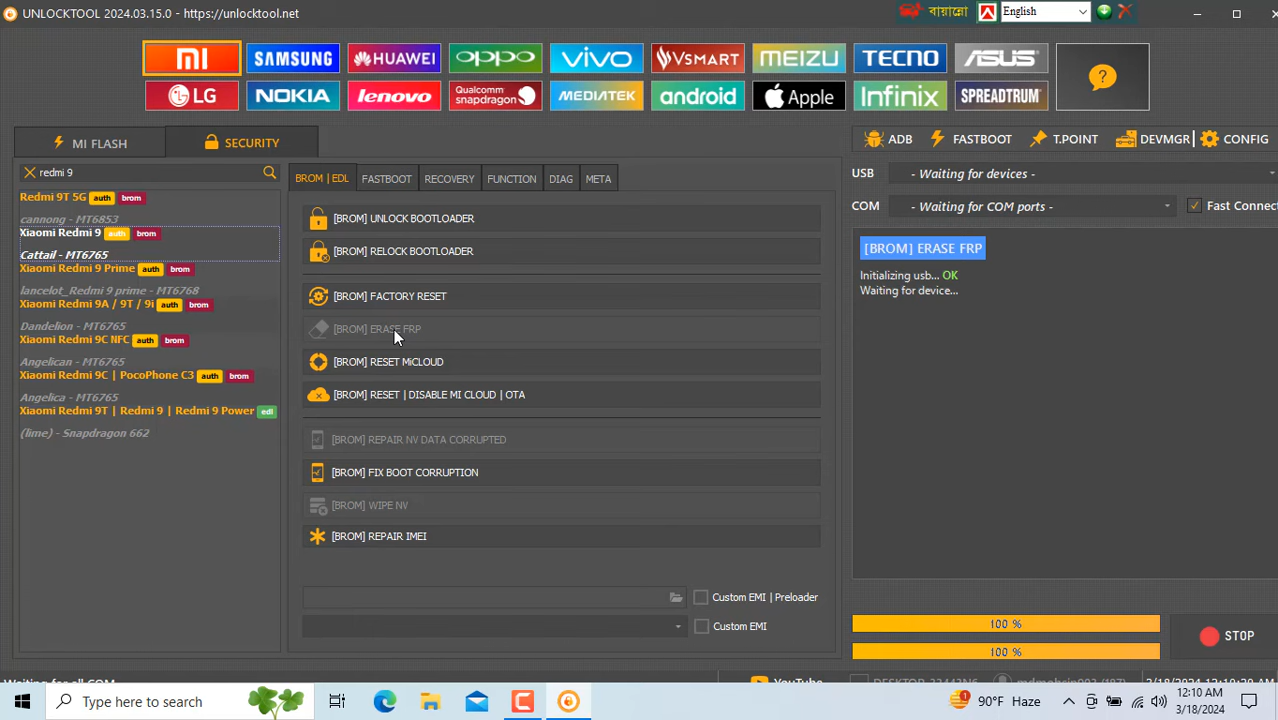 UNLOCKTOOL 2024.03.15.0 - https://unlocktool.net
বায়ান্নো
English
mi SAMSUNG HUAWEI oppo vivo VSMART MEIZU TECNO ASUS ?
LG NOKIA lenovo Qualcomm snapdragon MEDIATEK android Apple Infinix SPREADTRUM
MI FLASH SECURITY
ADB FASTBOOT T.POINT DEVMGR CONFIG
redmi 9
BROM | EDL FASTBOOT RECOVERY FUNCTION DIAG META
USB - Waiting for devices -
COM - Waiting for COM ports - Fast Connect
Redmi 9T 5G auth brom
cannong - MT6853
Xiaomi Redmi 9 auth brom
Cattail - MT6765
Xiaomi Redmi 9 Prime auth brom
lancelot_Redmi 9 prime - MT6768
Xiaomi Redmi 9A / 9T / 9i auth brom
Dandelion - MT6765
Xiaomi Redmi 9C NFC auth brom
Angelican - MT6765
Xiaomi Redmi 9C | PocoPhone C3 auth brom
Angelica - MT6765
Xiaomi Redmi 9T | Redmi 9 | Redmi 9 Power edl
(lime) - Snapdragon 662
[BROM] UNLOCK BOOTLOADER
[BROM] RELOCK BOOTLOADER
[BROM] FACTORY RESET
[BROM] ERASE FRP
[BROM] RESET MiCLOUD
[BROM] RESET | DISABLE MI CLOUD | OTA
[BROM] REPAIR NV DATA CORRUPTED
[BROM] FIX BOOT CORRUPTION
[BROM] WIPE NV
[BROM] REPAIR IMEI
Custom EMI | Preloader
Custom EMI
[BROM] ERASE FRP
Initializing usb... OK
Waiting for device...
100 %
100 %
STOP
Waiting for all COM
YouTube
Type here to search
90°F Haze
12:10 AM
3/18/2024